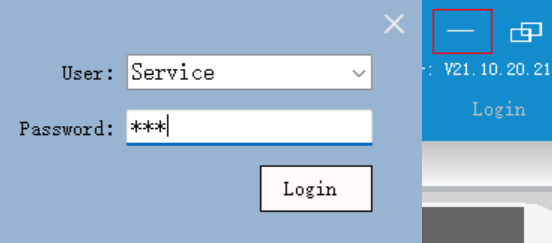 User: Service
: V21.10.20.21
Login
Password: ***
Login